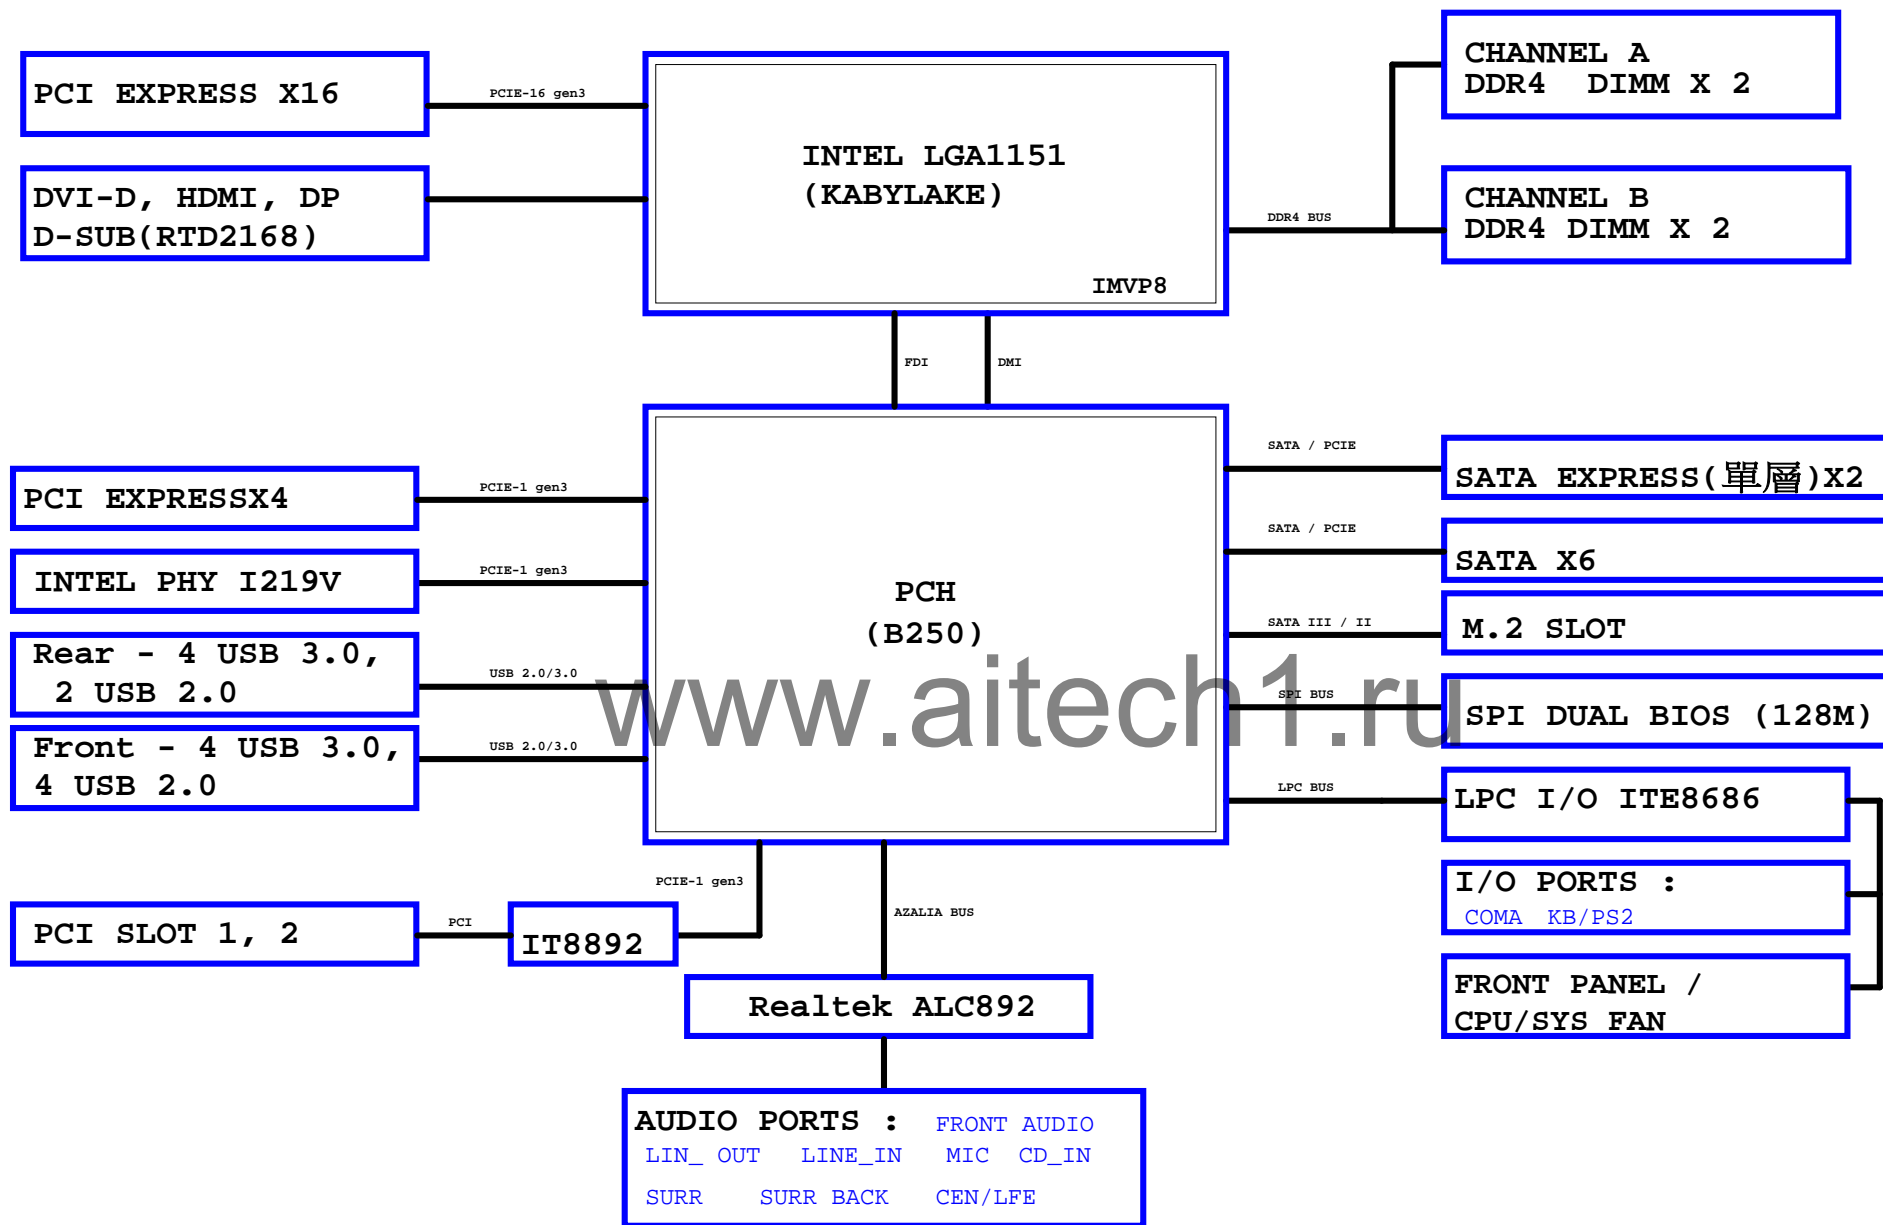 PCI EXPRESS X16
PCIE-16 gen3
DVI-D, HDMI, DP
D-SUB(RTD2168)
INTEL LGA1151
(KABYLAKE)
IMVP8
CHANNEL A
DDR4 DIMM X 2
DDR4 BUS
CHANNEL B
DDR4 DIMM X 2
FDI
DMI
PCI EXPRESSX4
PCIE-1 gen3
INTEL PHY I219V
PCIE-1 gen3
Rear - 4 USB 3.0,
2 USB 2.0
USB 2.0/3.0
Front - 4 USB 3.0,
4 USB 2.0
USB 2.0/3.0
PCH
(B250)
www.aitech1.ru
SATA / PCIE
SATA EXPRESS(單層)X2
SATA / PCIE
SATA X6
SATA III / II
M.2 SLOT
SPI BUS
SPI DUAL BIOS (128M)
LPC BUS
LPC I/O ITE8686
I/O PORTS :
COMA KB/PS2
FRONT PANEL /
CPU/SYS FAN
PCI SLOT 1, 2
PCI
IT8892
PCIE-1 gen3
AZALIA BUS
Realtek ALC892
AUDIO PORTS : FRONT AUDIO
LIN_ OUT LINE_IN MIC CD_IN
SURR SURR BACK CEN/LFE